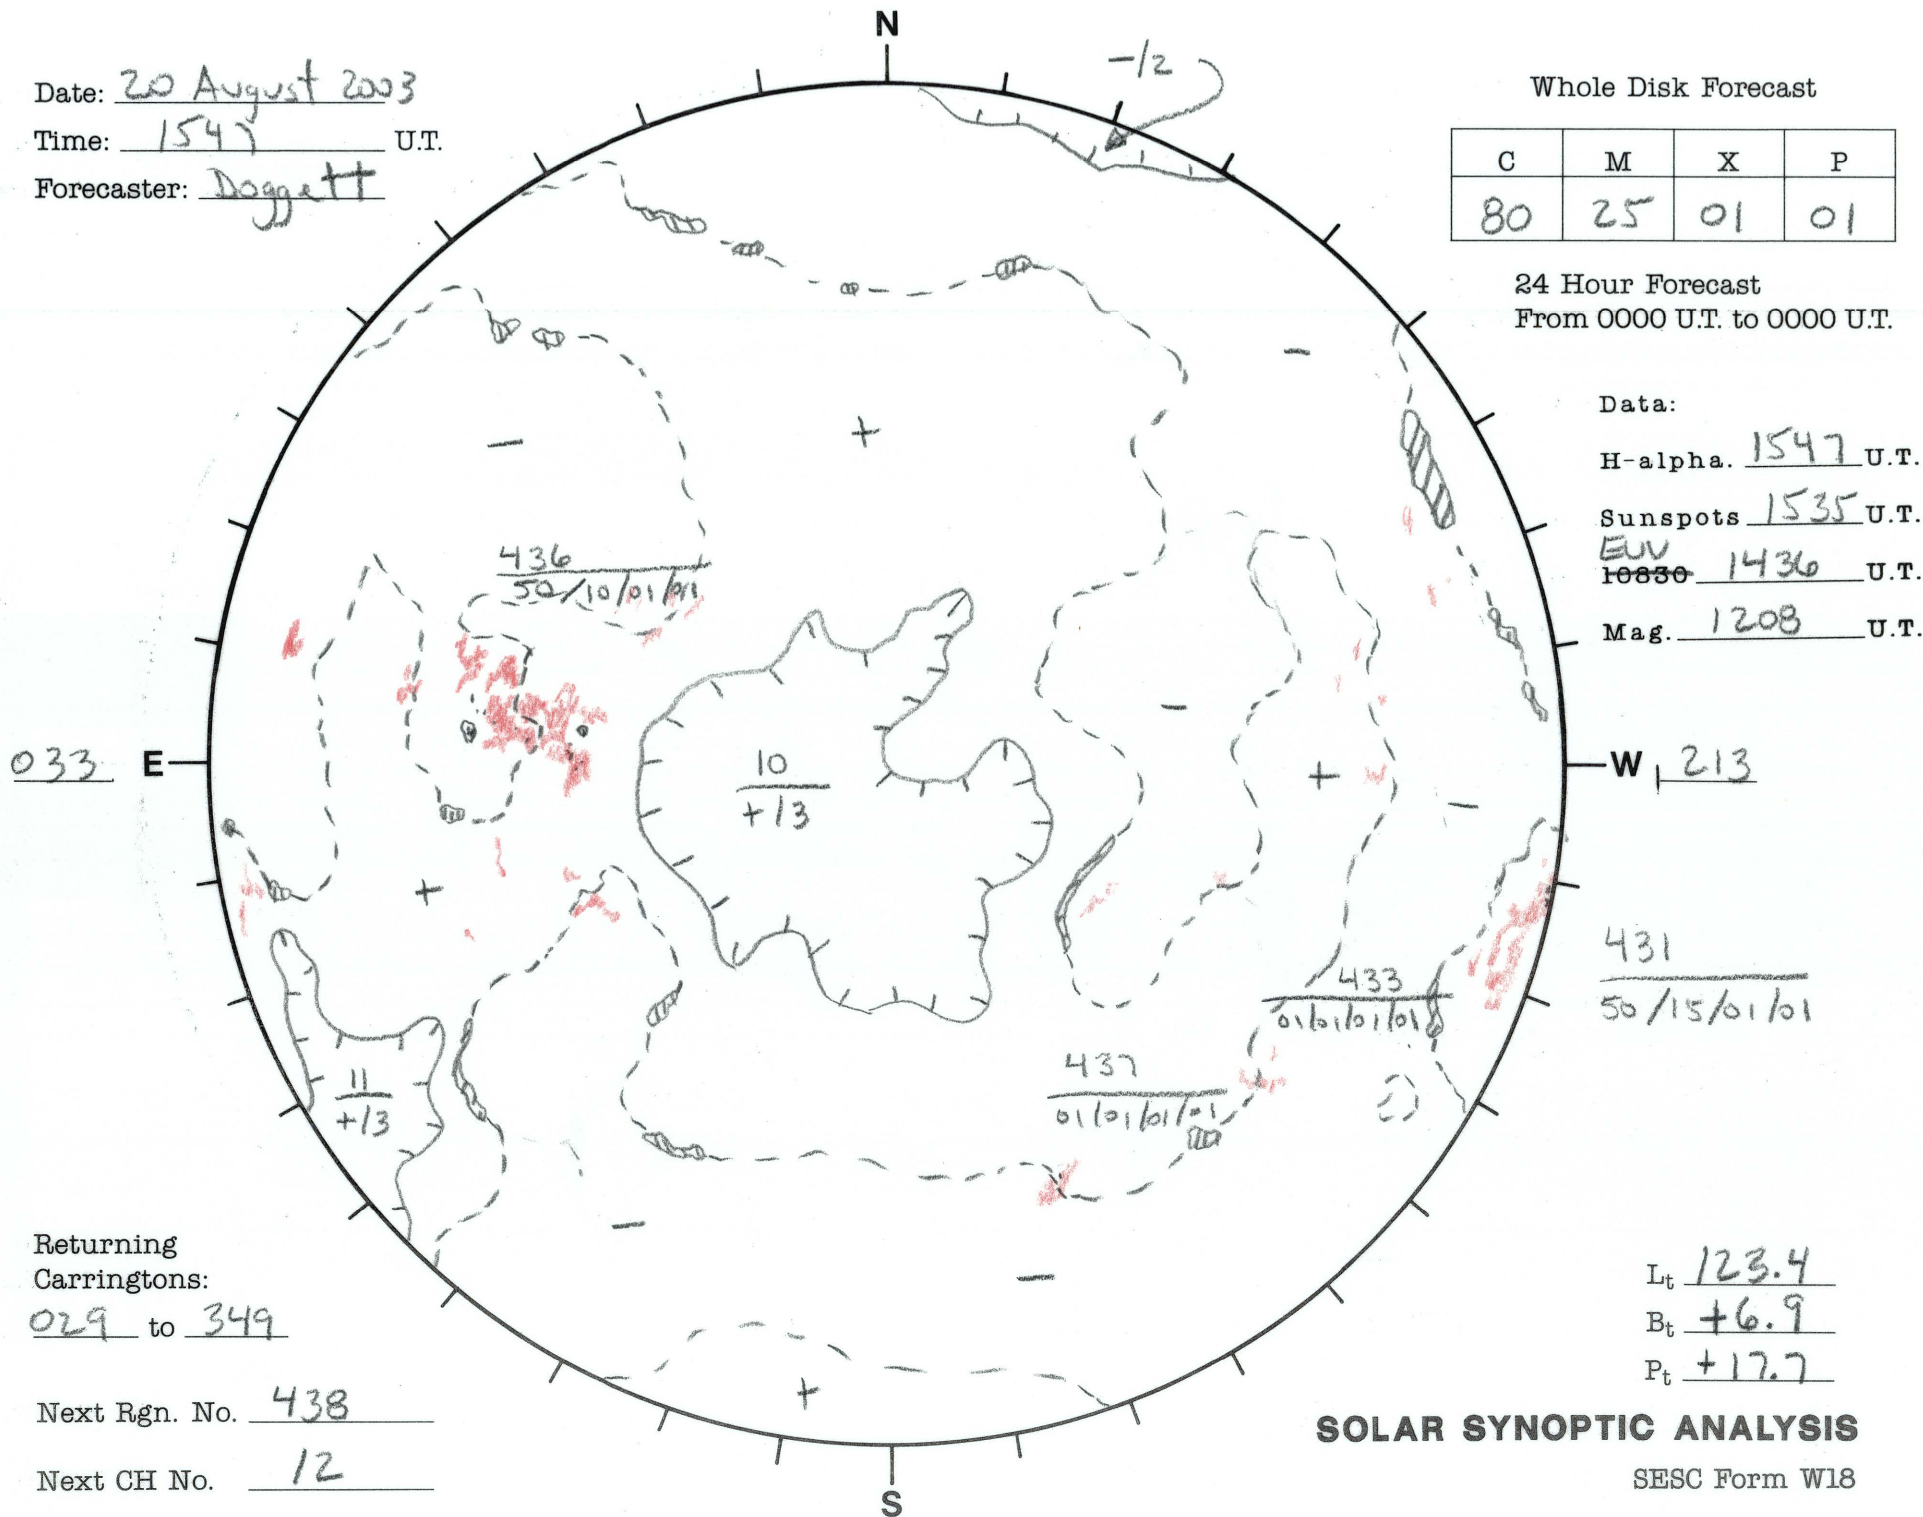 N
-/2
Date: 20 August 2003
Time: 1547 U.T.
Forecaster: Doggett
Whole Disk Forecast
C M X P
80 25 01 01
24 Hour Forecast
From 0000 U.T. to 0000 U.T.
Data:
H-alpha. 1547 U.T.
Sunspots 1535 U.T.
EUV
10830 1436 U.T.
Mag. 1208 U.T.
-
-
+
436
50/10/01/01
-
033 E
10
+/3
+
W 213
-
+
431
50/15/01/01
433
01/01/01/01
437
01/01/01/01
11
+/3
-
-
+
Returning
Carringtons:
029 to 349
Next Rgn. No. 438
Next CH No. 12
Lt 123.4
Bt +6.9
Pt +17.7
SOLAR SYNOPTIC ANALYSIS
SESC Form W18
S